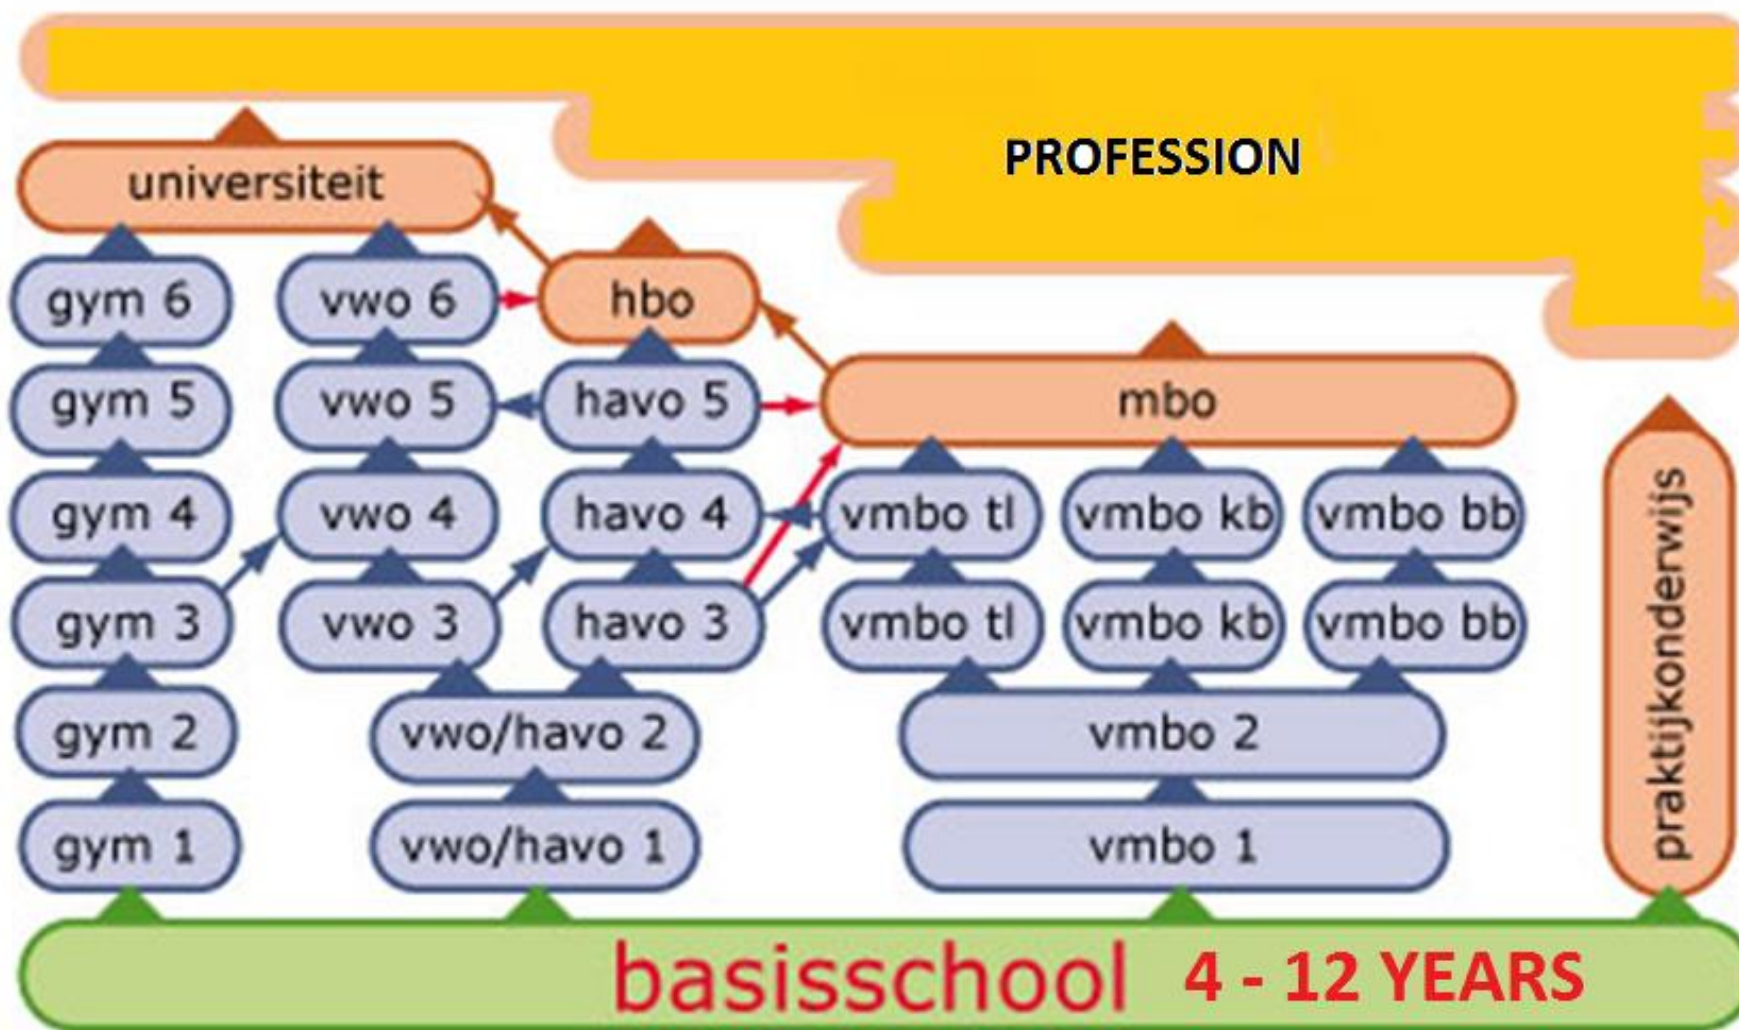 PROFESSION
universiteit
gym 6
vwo 6
hbo
gym 5
vwo 5
havo 5
mbo
gym 4
vwo 4
havo 4
vmbo tl
vmbo kb
vmbo bb
gym 3
vwo 3
havo 3
vmbo tl
vmbo kb
vmbo bb
gym 2
vwo/havo 2
vmbo 2
gym 1
vwo/havo 1
vmbo 1
praktijkonderwijs
basisschool 4 - 12 YEARS